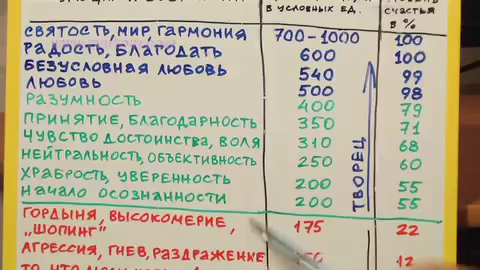 В УСЛОВНЫХ ЕД. СЧАСТЬЯ В %
СВЯТОСТЬ, МИР, ГАРМОНИЯ 700-1000 100
РАДОСТЬ, БЛАГОДАТЬ 600 100
БЕЗУСЛОВНАЯ ЛЮБОВЬ 540 99
ЛЮБОВЬ 500 98
РАЗУМНОСТЬ 400 79
ПРИНЯТИЕ, БЛАГОДАРНОСТЬ 350 71
ЧУВСТВО ДОСТОИНСТВА, ВОЛЯ 310 68
НЕЙТРАЛЬНОСТЬ, ОБЪЕКТИВНОСТЬ 250 60
ХРАБРОСТЬ, УВЕРЕННОСТЬ 200 55
НАЧАЛО ОСОЗНАННОСТИ 200 55
ТВОРЕЦ
ГОРДЫНЯ, ВЫСОКОМЕРИЕ, 175 22
„ШОПИНГ"
АГРЕССИЯ, ГНЕВ, РАЗДРАЖЕНИЕ 12